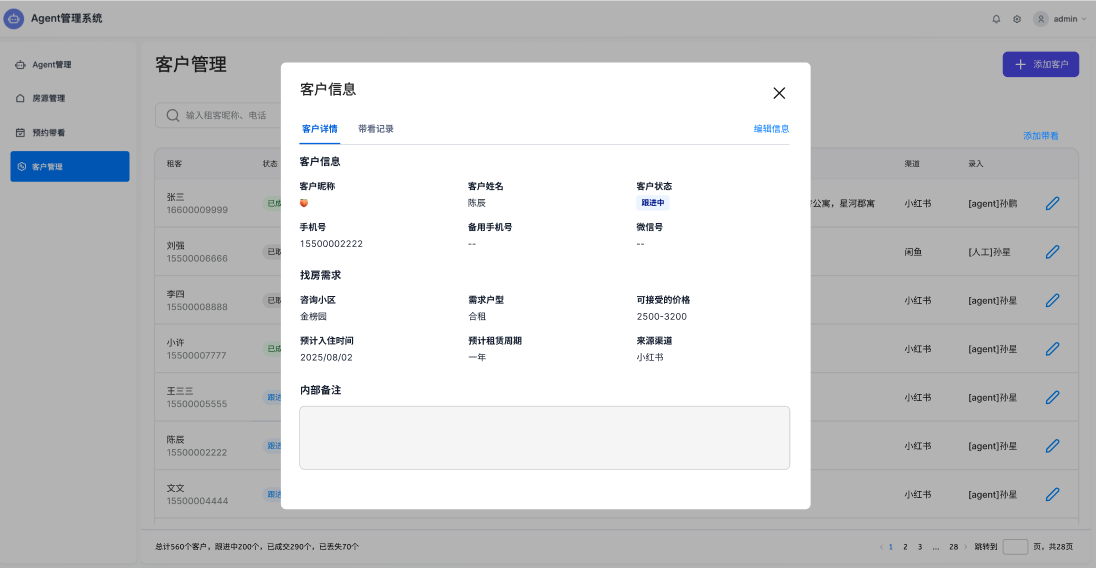 Agent管理系统
admin
Agent管理
房源管理
预约带看
客户管理
客户管理
添加客户
输入租客昵称、电话
添加带看
租客 状态 渠道 录入
张三
16600009999
已成
公寓，星河郡寓 小红书 [agent]孙鹏
刘强
15500006666
已取
闲鱼 [人工]孙星
李四
15500008888
已取
小红书 [agent]孙星
小许
15500007777
已成
小红书 [agent]孙星
王三三
15500005555
跟进
小红书 [agent]孙星
陈辰
15500002222
跟进
小红书 [agent]孙星
文文
15500004444
跟进
小红书 [agent]孙星
总计560个客户，跟进中200个，已成交290个，已丢失70个
1 2 3 ... 28 跳转到 页，共28页
客户信息
客户详情 带看记录 编辑信息
客户信息
客户昵称 客户姓名 客户状态
🍑 陈辰 跟进中
手机号 备用手机号 微信号
15500002222 -- --
找房需求
咨询小区 需求户型 可接受的价格
金榜园 合租 2500-3200
预计入住时间 预计租赁周期 来源渠道
2025/08/02 一年 小红书
内部备注